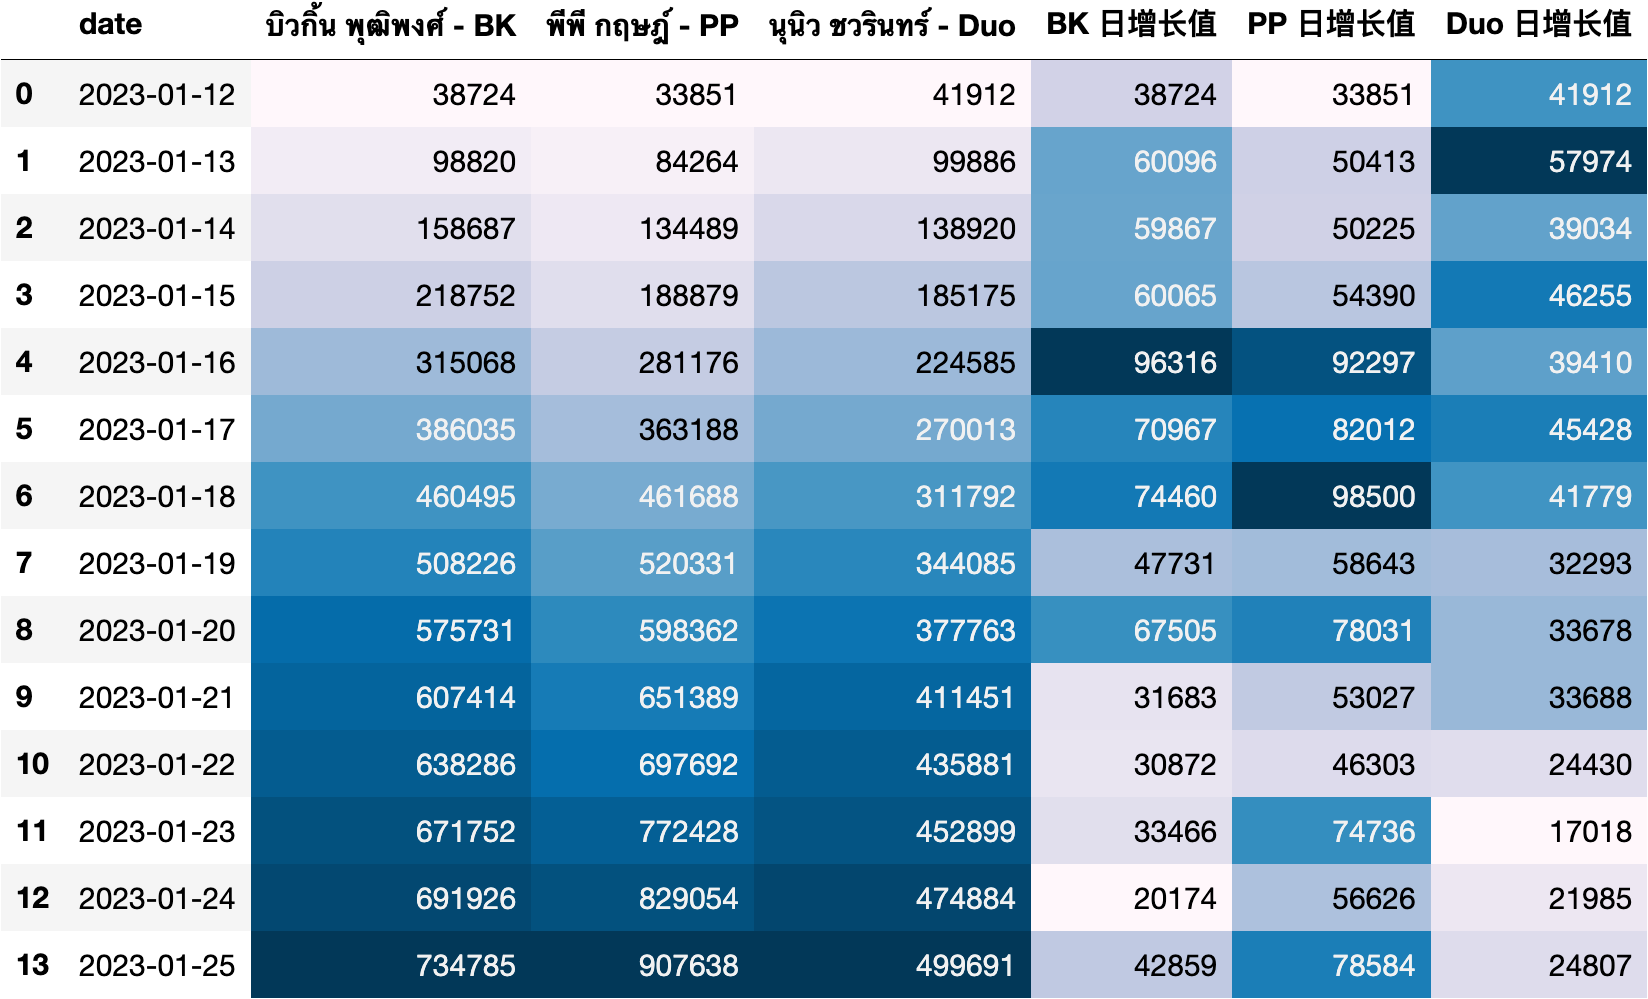 date บิวกิ้น พุฒิพงศ์ - BK พีพี กฤษฎ์ - PP นุนิว ชวรินทร์ - Duo BK 日增长值 PP 日增长值 Duo 日增长值
0 2023-01-12 38724 33851 41912 38724 33851 41912
1 2023-01-13 98820 84264 99886 60096 50413 57974
2 2023-01-14 158687 134489 138920 59867 50225 39034
3 2023-01-15 218752 188879 185175 60065 54390 46255
4 2023-01-16 315068 281176 224585 96316 92297 39410
5 2023-01-17 386035 363188 270013 70967 82012 45428
6 2023-01-18 460495 461688 311792 74460 98500 41779
7 2023-01-19 508226 520331 344085 47731 58643 32293
8 2023-01-20 575731 598362 377763 67505 78031 33678
9 2023-01-21 607414 651389 411451 31683 53027 33688
10 2023-01-22 638286 697692 435881 30872 46303 24430
11 2023-01-23 671752 772428 452899 33466 74736 17018
12 2023-01-24 691926 829054 474884 20174 56626 21985
13 2023-01-25 734785 907638 499691 42859 78584 24807